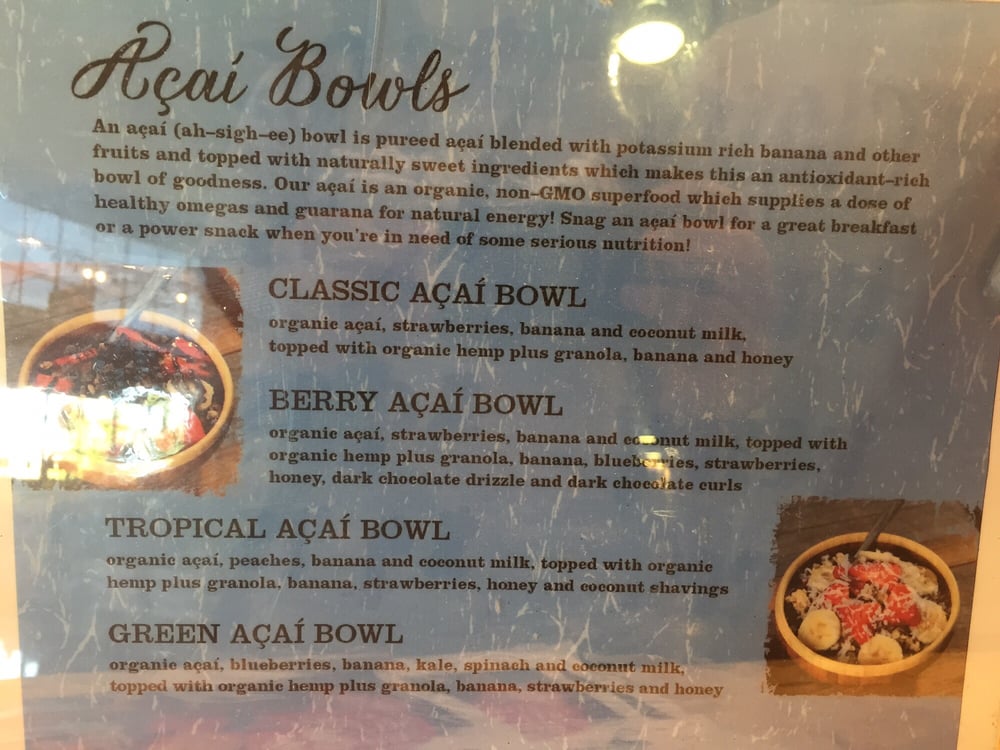 Açaí Bowls
An açaí (ah-sigh-ee) bowl is pureed açaí blended with potassium rich banana and other
fruits and topped with naturally sweet ingredients which makes this an antioxidant-rich
bowl of goodness. Our açaí is an organic, non-GMO superfood which supplies a dose of
healthy omegas and guarana for natural energy! Snag an açaí bowl for a great breakfast
or a power snack when you're in need of some serious nutrition!
CLASSIC AÇAÍ BOWL
organic açaí, strawberries, banana and coconut milk,
topped with organic hemp plus granola, banana and honey
BERRY AÇAÍ BOWL
organic açaí, strawberries, banana and coconut milk, topped with
organic hemp plus granola, banana, blueberries, strawberries,
honey, dark chocolate drizzle and dark chocolate curls
TROPICAL AÇAÍ BOWL
organic açaí, peaches, banana and coconut milk, topped with organic
hemp plus granola, banana, strawberries, honey and coconut shavings
GREEN AÇAÍ BOWL
organic açaí, blueberries, banana, kale, spinach and coconut milk,
topped with organic hemp plus granola, banana, strawberries and honey